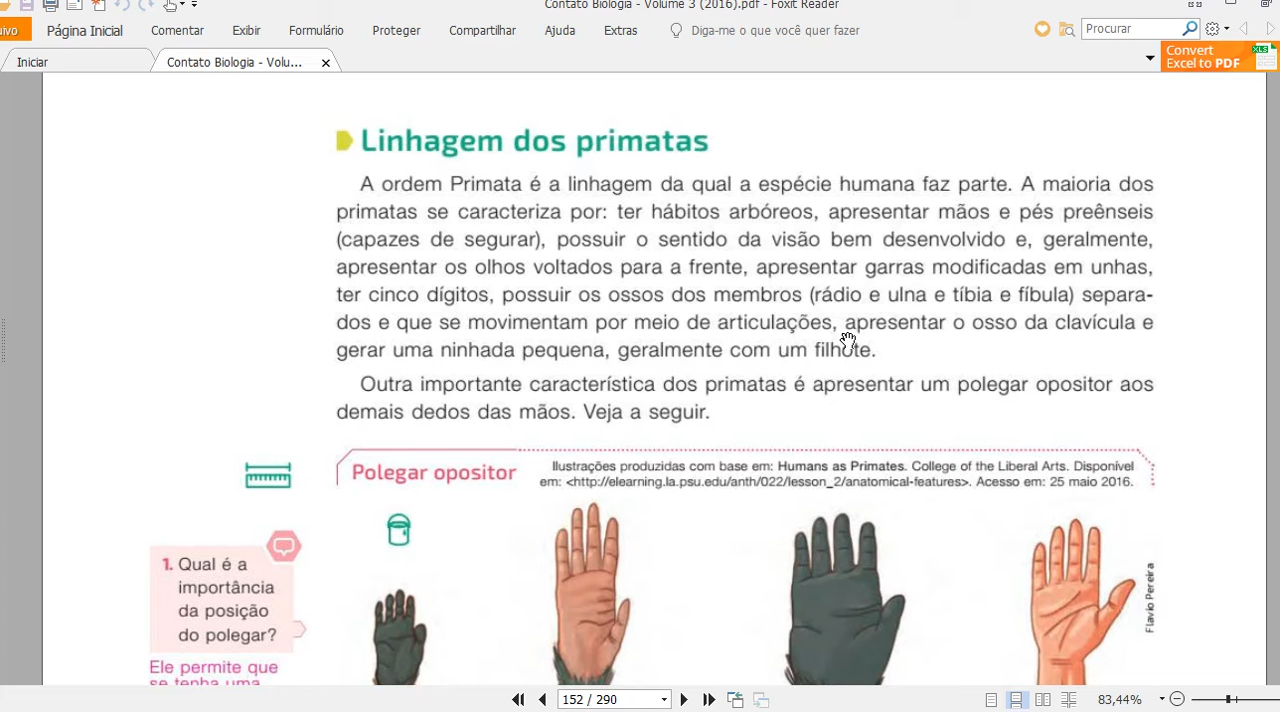 Contato Biologia - Volume 3 (2016).pdf - Foxit Reader
ivo Página Inicial Comentar Exibir Formulário Proteger Compartilhar Ajuda Extras Diga-me o que você quer fazer Procurar
Iniciar Contato Biologia - Volu... Convert
Excel to PDF XLS
Linhagem dos primatas
A ordem Primata é a linhagem da qual a espécie humana faz parte. A maioria dos
primatas se caracteriza por: ter hábitos arbóreos, apresentar mãos e pés preênseis
(capazes de segurar), possuir o sentido da visão bem desenvolvido e, geralmente,
apresentar os olhos voltados para a frente, apresentar garras modificadas em unhas,
ter cinco dígitos, possuir os ossos dos membros (rádio e ulna e tíbia e fíbula) separa-
dos e que se movimentam por meio de articulações, apresentar o osso da clavícula e
gerar uma ninhada pequena, geralmente com um filhote.
Outra importante característica dos primatas é apresentar um polegar opositor aos
demais dedos das mãos. Veja a seguir.
Polegar opositor
Ilustrações produzidas com base em: Humans as Primates. College of the Liberal Arts. Disponível
em: <http://elearning.la.psu.edu/anth/022/lesson_2/anatomical-features>. Acesso em: 25 maio 2016.
1. Qual é a
importância
da posição
do polegar?
Ele permite que
se tenha uma
Flavio Pereira
152 / 290 83,44%